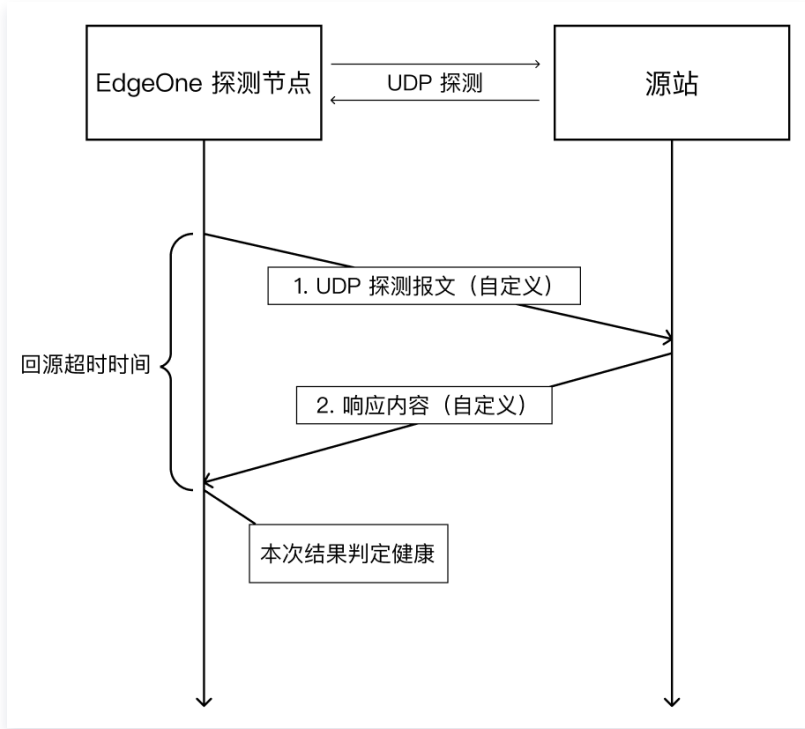 EdgeOne 探测节点
UDP 探测
源站
1. UDP 探测报文（自定义）
回源超时时间
2. 响应内容（自定义）
本次结果判定健康